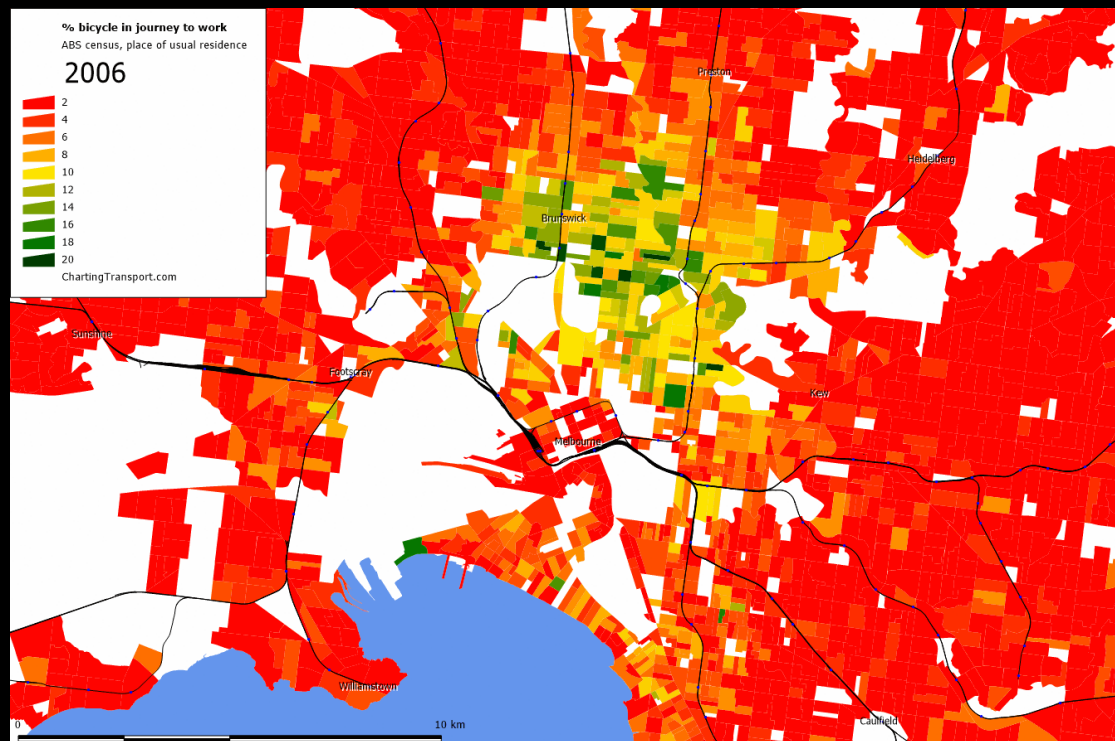 % bicycle in journey to work
ABS census, place of usual residence
2006
2
4
6
8
10
12
14
16
18
20
ChartingTransport.com
Preston
Heidelberg
Brunswick
Sunshine
Footscray
Kew
Melbourne
Williamstown
Caulfield
0
10 km